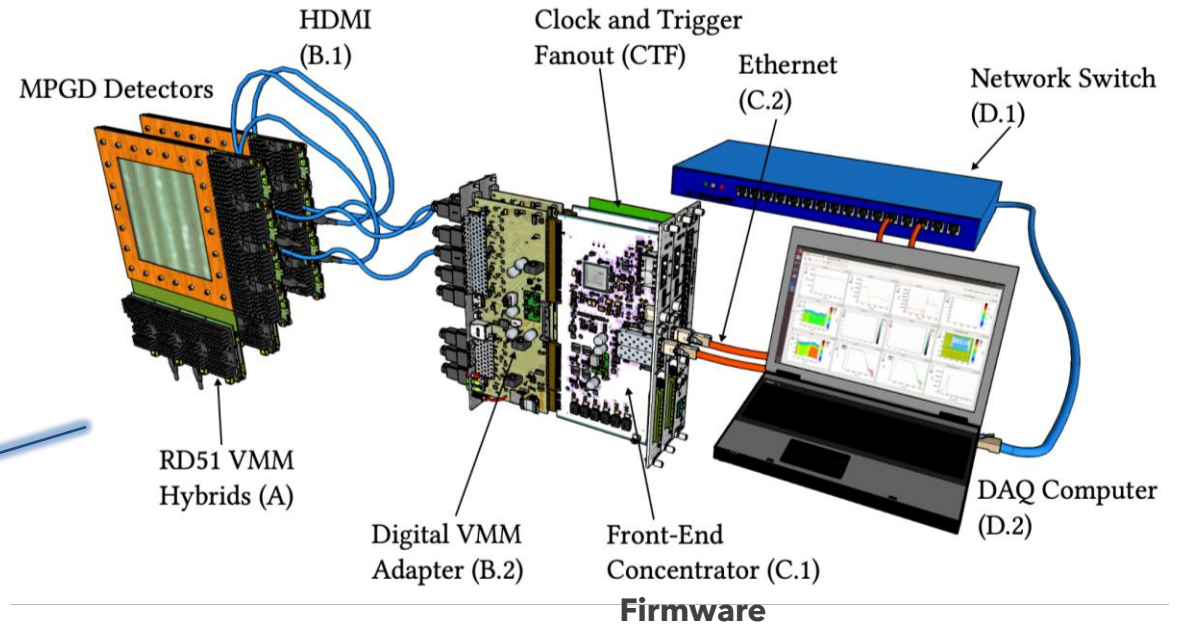 HDMI
(B.1)
Clock and Trigger
Fanout (CTF)
Ethernet
(C.2)
Network Switch
(D.1)
MPGD Detectors
RD51 VMM
Hybrids (A)
Digital VMM
Adapter (B.2)
Front-End
Concentrator (C.1)
DAQ Computer
(D.2)
Firmware